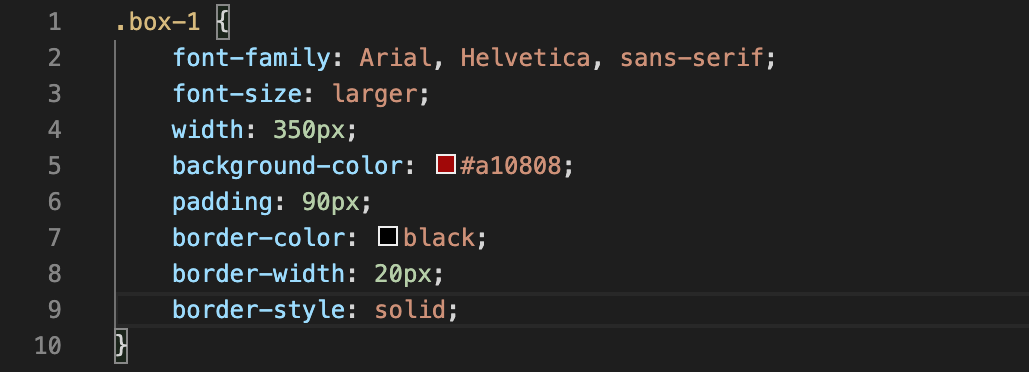 1 .box-1 {
2 font-family: Arial, Helvetica, sans-serif;
3 font-size: larger;
4 width: 350px;
5 background-color: #a10808;
6 padding: 90px;
7 border-color: black;
8 border-width: 20px;
9 border-style: solid;
10 }